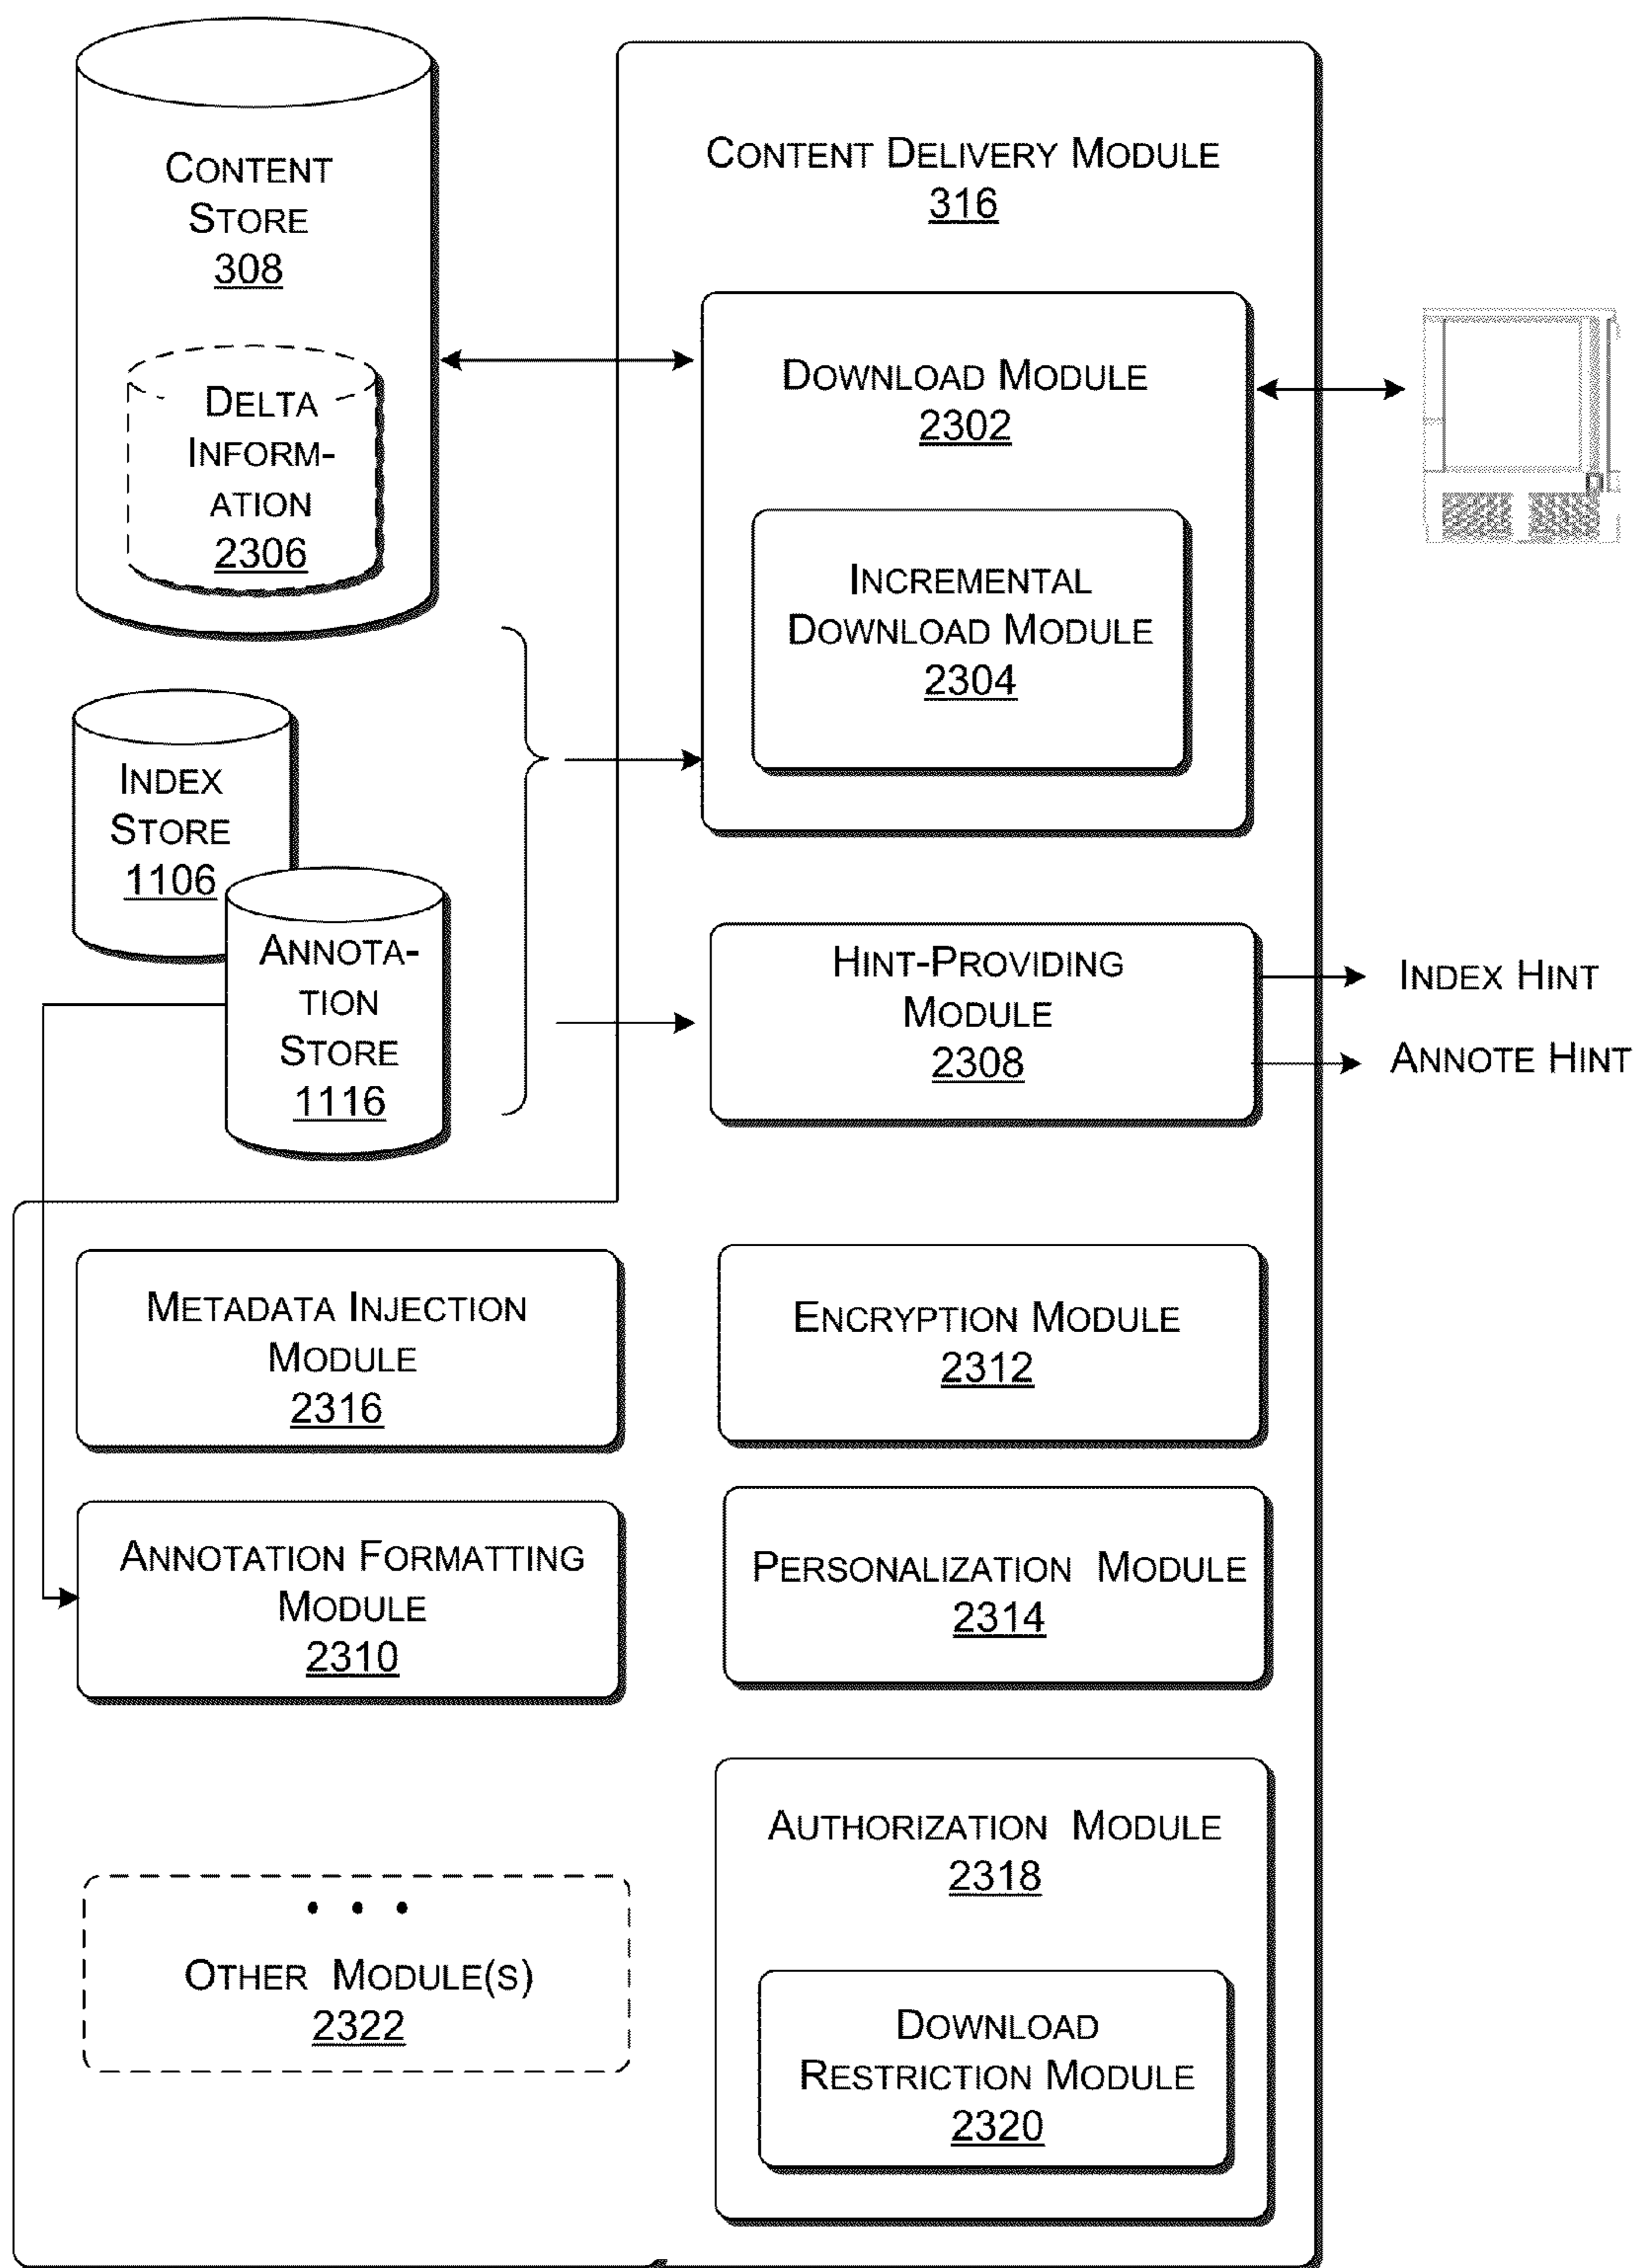 CONTENT
STORE
308
DELTA
INFORM-
ATION
2306
INDEX
STORE
1106
ANNOTA-
TION
STORE
1116
CONTENT DELIVERY MODULE
316
DOWNLOAD MODULE
2302
INCREMENTAL
DOWNLOAD MODULE
2304
HINT-PROVIDING
MODULE
2308
INDEX HINT
ANNOTE HINT
METADATA INJECTION
MODULE
2316
ENCRYPTION MODULE
2312
ANNOTATION FORMATTING
MODULE
2310
PERSONALIZATION MODULE
2314
AUTHORIZATION MODULE
2318
• • •
OTHER MODULE(S)
2322
DOWNLOAD
RESTRICTION MODULE
2320